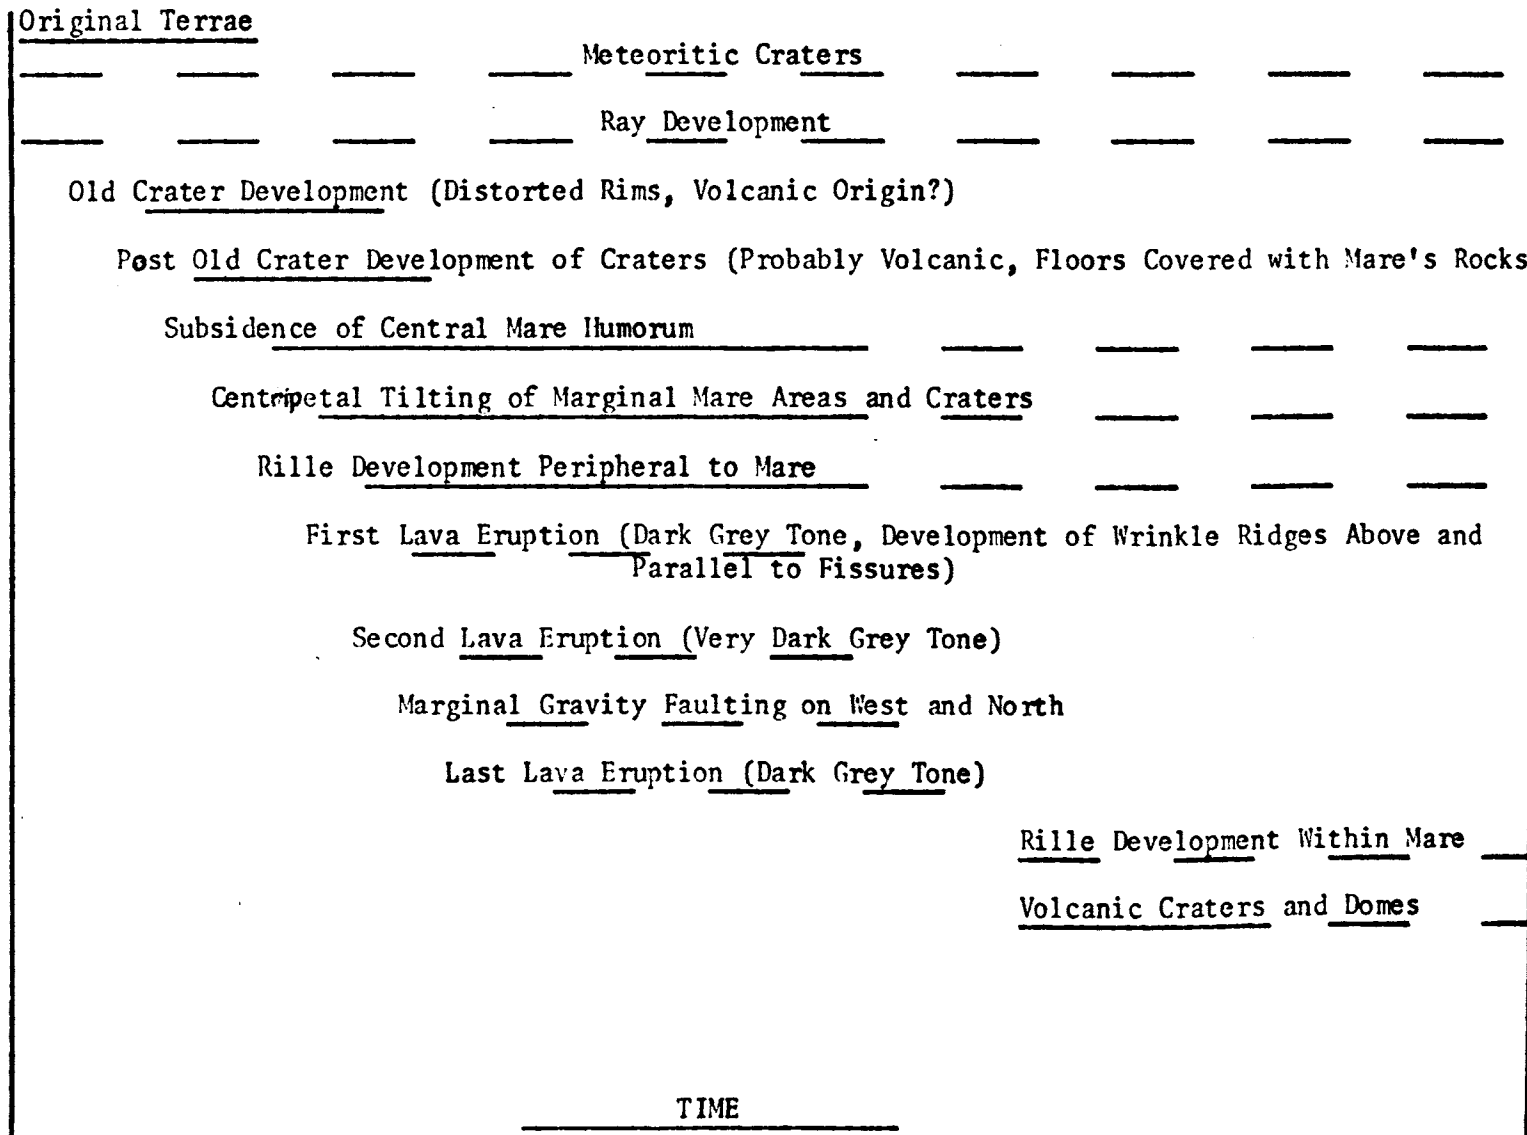 Original Terrae
Meteoritic Craters
Ray Development
Old Crater Development (Distorted Rims, Volcanic Origin?)
Post Old Crater Development of Craters (Probably Volcanic, Floors Covered with Mare's Rocks
Subsidence of Central Mare Humorum
Centripetal Tilting of Marginal Mare Areas and Craters
Rille Development Peripheral to Mare
First Lava Eruption (Dark Grey Tone, Development of Wrinkle Ridges Above and
Parallel to Fissures)
Second Lava Eruption (Very Dark Grey Tone)
Marginal Gravity Faulting on West and North
Last Lava Eruption (Dark Grey Tone)
Rille Development Within Mare
Volcanic Craters and Domes
TIME